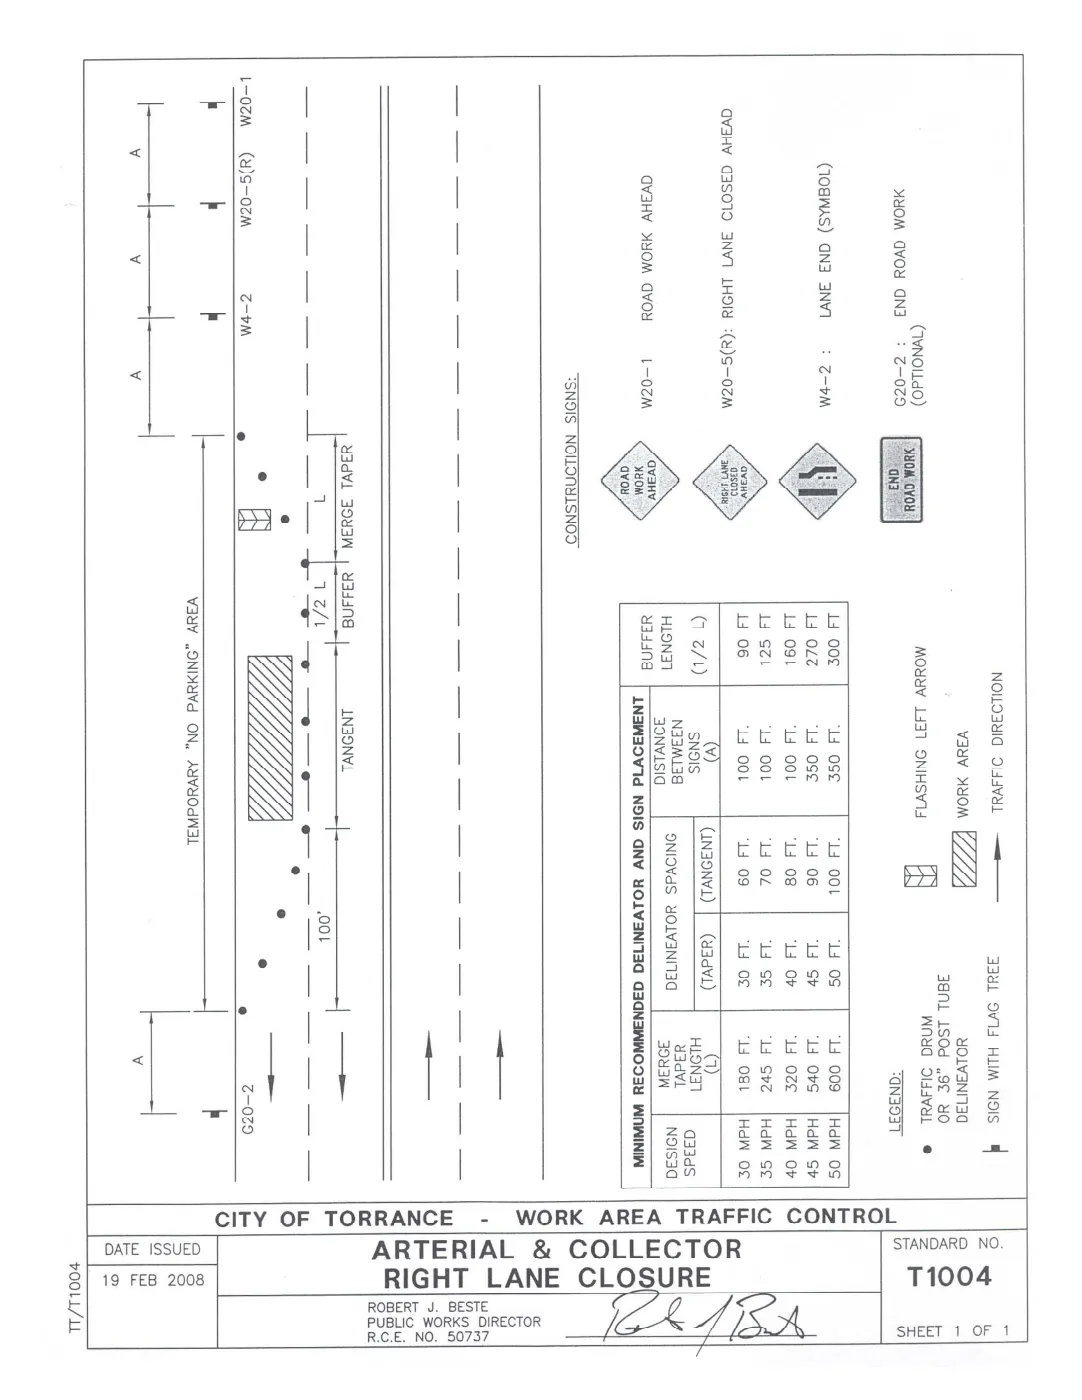 A
A
A
A
W20-1
W20-5(R)
W4-2
G20-2
TEMPORARY "NO PARKING" AREA
L
MERGE TAPER
1/2 L
BUFFER
TANGENT
100'
CONSTRUCTION SIGNS:
ROAD
WORK
AHEAD
W20-1 ROAD WORK AHEAD
RIGHT LANE
CLOSED
AHEAD
W20-5(R): RIGHT LANE CLOSED AHEAD
W4-2 : LANE END (SYMBOL)
END
ROAD WORK
G20-2 : END ROAD WORK
(OPTIONAL)
MINIMUM RECOMMENDED DELINEATOR AND SIGN PLACEMENT
DESIGN
SPEED
MERGE
TAPER
LENGTH
(L)
DELINEATOR SPACING
(TAPER) (TANGENT)
DISTANCE
BETWEEN
SIGNS
(A)
BUFFER
LENGTH
(1/2 L)
30 MPH 180 FT. 30 FT. 60 FT. 100 FT. 90 FT
35 MPH 245 FT. 35 FT. 70 FT. 100 FT. 125 FT
40 MPH 320 FT. 40 FT. 80 FT. 100 FT. 160 FT
45 MPH 540 FT. 45 FT. 90 FT. 350 FT. 270 FT
50 MPH 600 FT. 50 FT. 100 FT. 350 FT. 300 FT
LEGEND:
TRAFFIC DRUM
OR 36" POST TUBE
DELINEATOR
SIGN WITH FLAG TREE
FLASHING LEFT ARROW
WORK AREA
TRAFFIC DIRECTION
CITY OF TORRANCE - WORK AREA TRAFFIC CONTROL
DATE ISSUED
19 FEB 2008
ARTERIAL & COLLECTOR
RIGHT LANE CLOSURE
ROBERT J. BESTE
PUBLIC WORKS DIRECTOR
R.C.E. NO. 50737
STANDARD NO.
T1004
SHEET 1 OF 1
TT/T1004